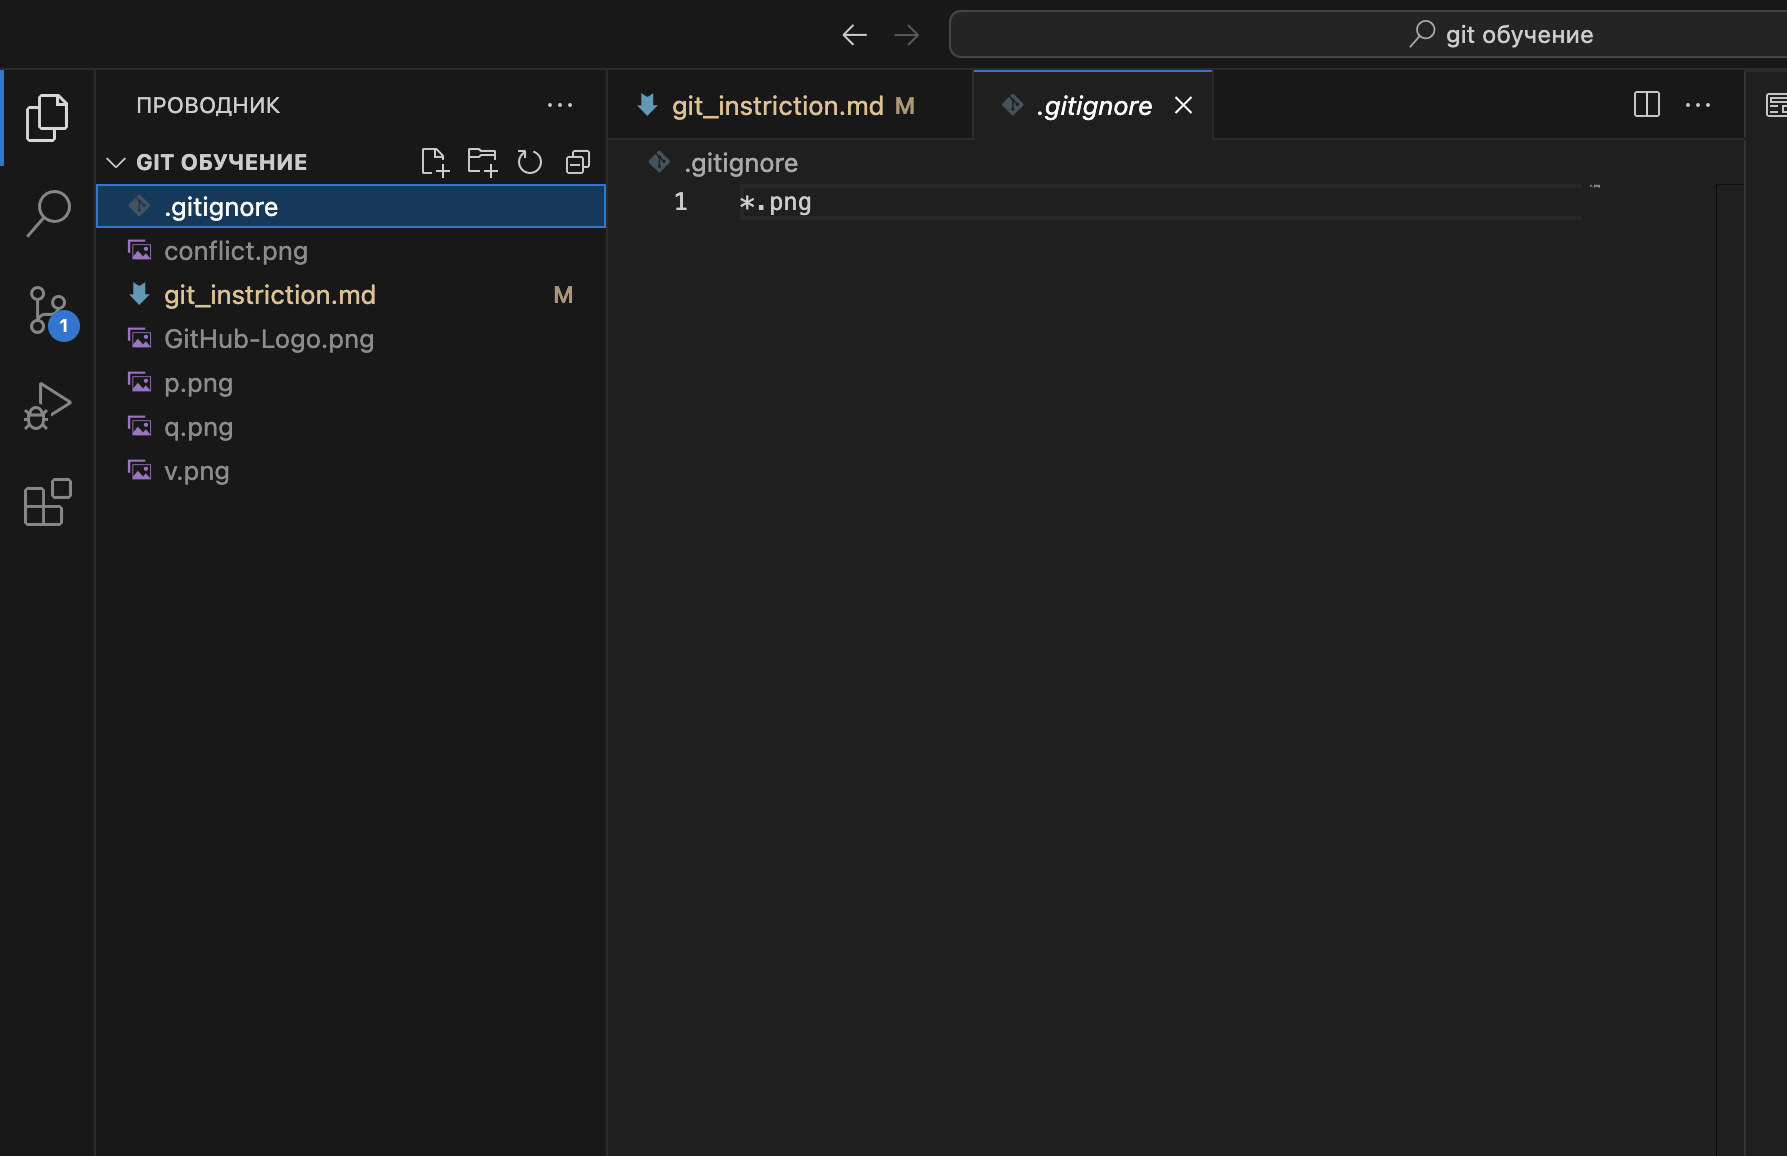 git обучение
ПРОВОДНИК
GIT ОБУЧЕНИЕ
.gitignore
conflict.png
git_instriction.md M
GitHub-Logo.png
p.png
q.png
v.png
1
git_instriction.md M
.gitignore
.gitignore
1 *.png